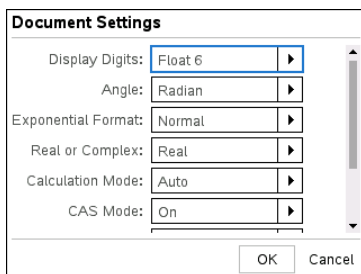 Document Settings
Display Digits: Float 6
Angle: Radian
Exponential Format: Normal
Real or Complex: Real
Calculation Mode: Auto
CAS Mode: On
OK Cancel